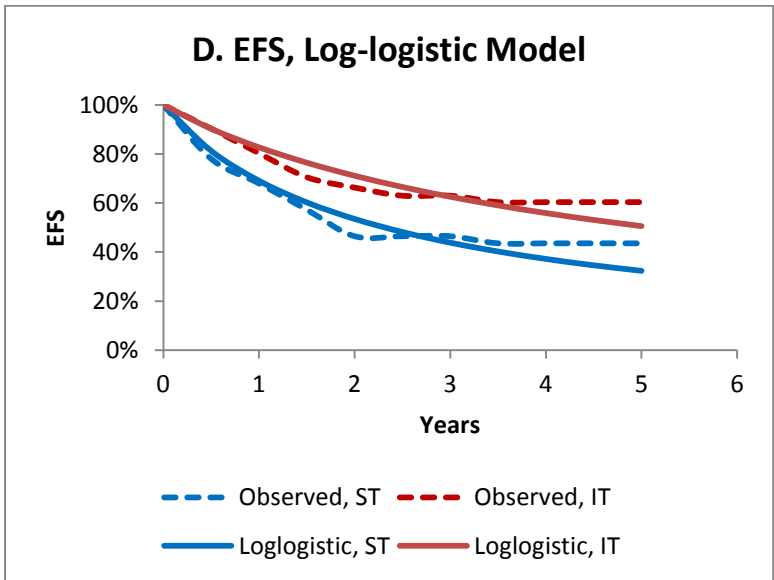 D. EFS, Log-logistic Model
100%
80%
60%
40%
20%
0%
EFS
0 1 2 3 4 5 6
Years
Observed, ST Observed, IT
Loglogistic, ST Loglogistic, IT